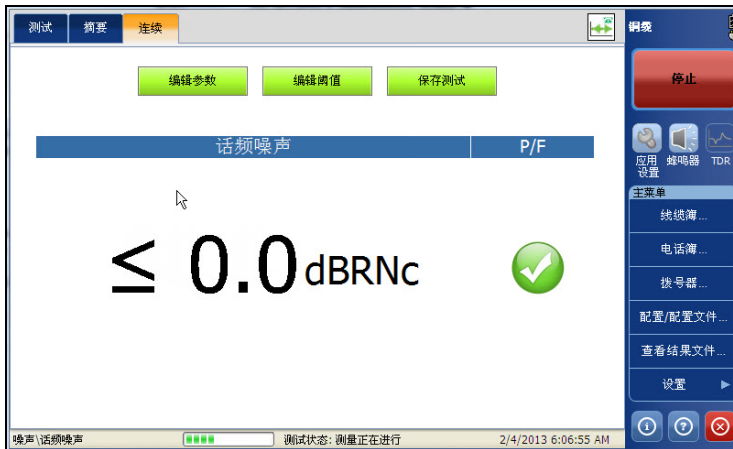 测试 摘要 连续
铜缆
编辑参数 编辑阈值 保存测试
停止
话频噪声 P/F
应用设置 蜂鸣器 TDR
主菜单
线缆簿...
电话簿...
拨号器...
配置/配置文件...
查看结果文件...
设置
≤ 0.0 dBRNc
噪声\话频噪声 测试状态: 测量正在进行 2/4/2013 6:06:55 AM